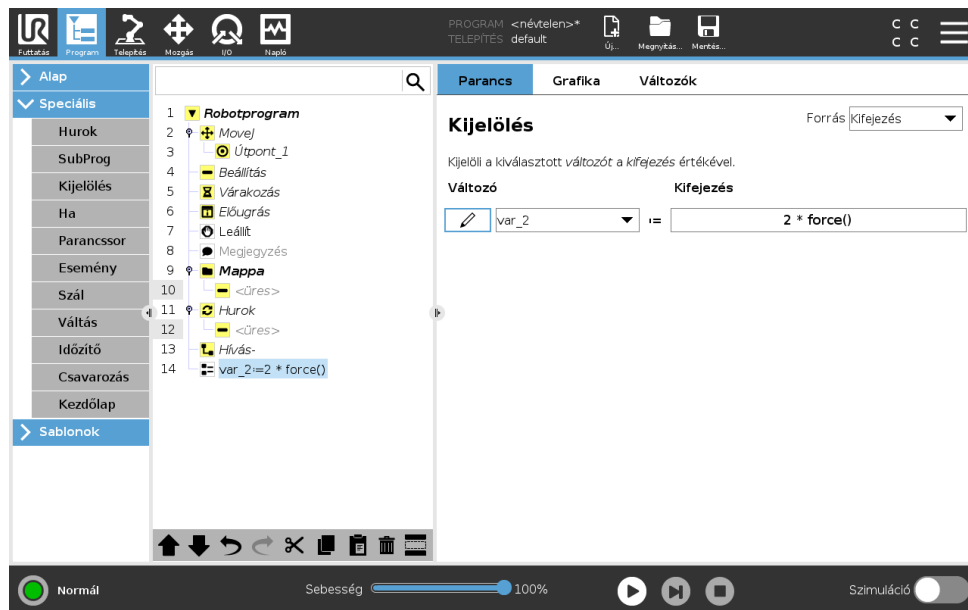 UR
Futtatás
Program
Telepítés
Mozgás
I/O
Napló
PROGRAM <névtelen>*
TELEPÍTÉS default
Új...
Megnyitás...
Mentés...
C C
C C
Alap
Speciális
Hurok
SubProg
Kijelölés
Ha
Parancssor
Esemény
Szál
Váltás
Időzítő
Csavarozás
Kezdőlap
Sablonok
1 Robotprogram
2 MoveJ
3 Útpont_1
4 Beállítás
5 Várakozás
6 Előugrás
7 Leállít
8 Megjegyzés
9 Mappa
10 <üres>
11 Hurok
12 <üres>
13 Hívás-
14 var_2:=2 * force()
Parancs Grafika Változók
Kijelölés
Forrás Kifejezés
Kijelöli a kiválasztott változót a kifejezés értékével.
Változó Kifejezés
var_2 := 2 * force()
Normál
Sebesség 100%
Szimuláció